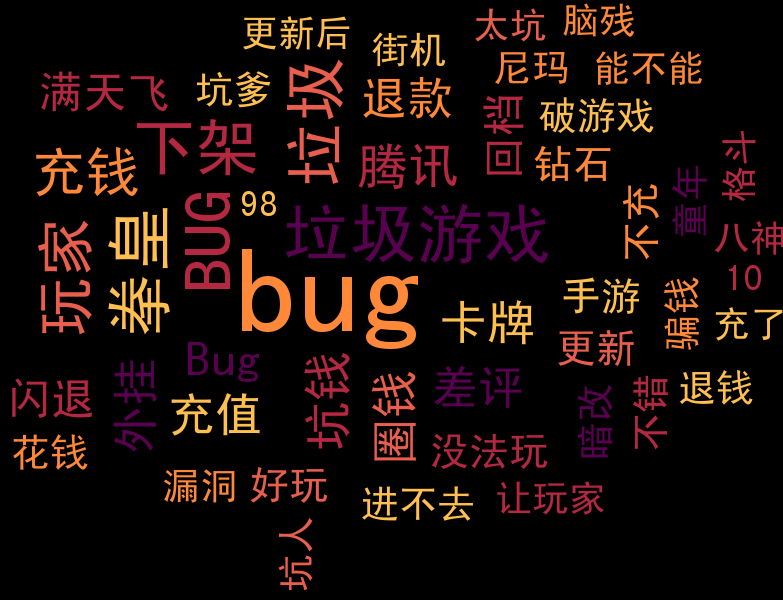 更新后
太坑
脑残
街机
尼玛
能不能
满天飞
坑爹
垃圾
退款
回档
破游戏
下架
充钱
腾讯
钻石
格斗
童年
不充
98
BUG
拳皇
玩家
垃圾游戏
八神
10
bug
手游
骗钱
充了
卡牌
更新
Bug
外挂
闪退
充值
坑钱
圈钱
差评
暗改
不错
退钱
花钱
没法玩
漏洞
好玩
进不去
让玩家
坑人